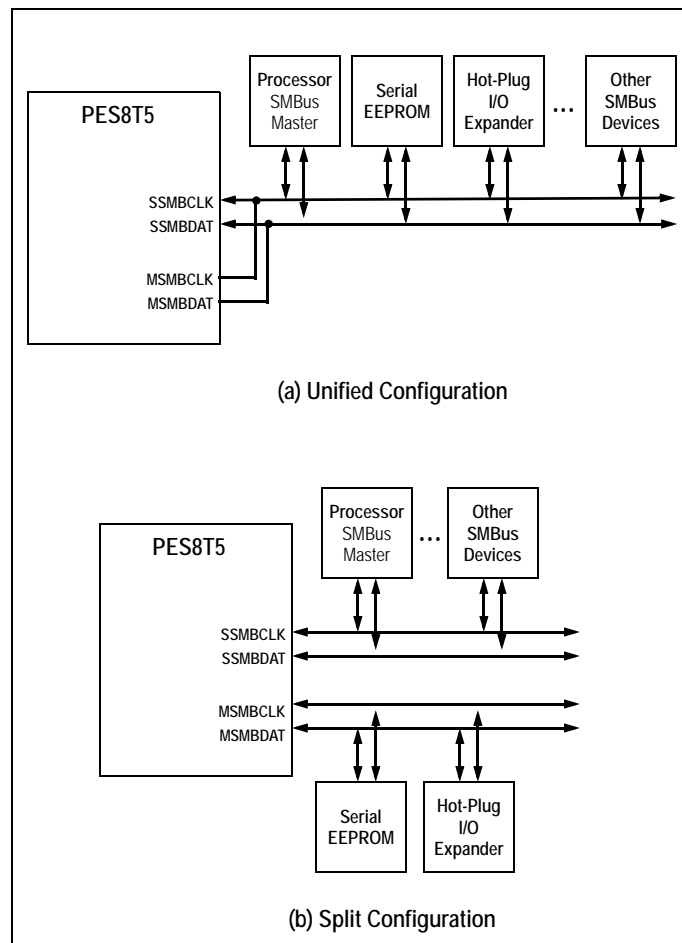 Processor
SMBus
Master
Serial
EEPROM
Hot-Plug
I/O
Expander
...
Other
SMBus
Devices
PES8T5
SSMBCLK
SSMBDAT
MSMBCLK
MSMBDAT
(a) Unified Configuration
Processor
SMBus
Master
...
Other
SMBus
Devices
PES8T5
SSMBCLK
SSMBDAT
MSMBCLK
MSMBDAT
Serial
EEPROM
Hot-Plug
I/O
Expander
(b) Split Configuration